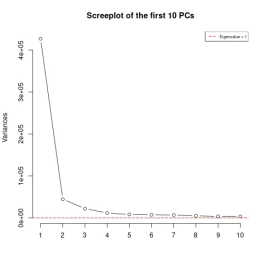 Screeplot of the first 10 PCs
Eigenvalue = 1
Variances
4e+05
3e+05
2e+05
1e+05
0e+00
1 2 3 4 5 6 7 8 9 10